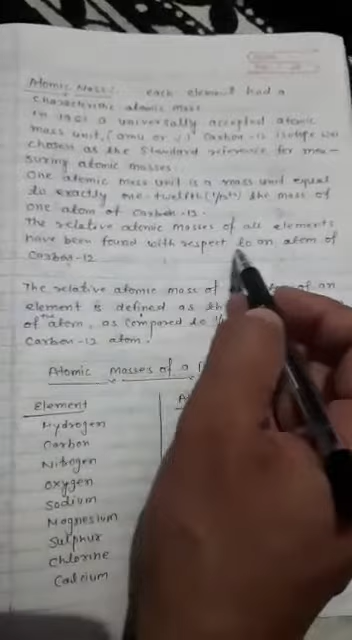 Atomic Mass: each element had a
characteristic atomic mass
In 1961 a universally accepted atomic
mass unit, (amu or u) Carbon-12 isotope was
chosen as the standard reference for mea-
suring atomic masses.
One atomic mass unit is a mass unit equal
to exactly one-twelfth (1/12th) the mass of
one atom of Carbon-12.
The relative atomic masses of all elements
have been found with respect to an atom of
Carbon-12
The relative atomic mass of of an
element is defined as the
of the atom, as compared to 1/
Carbon-12 atom.
Atomic Masses of a
Element
Hydrogen
Carbon
Nitrogen
Oxygen
Sodium
Magnesium
Sulphur
Chlorine
Calcium